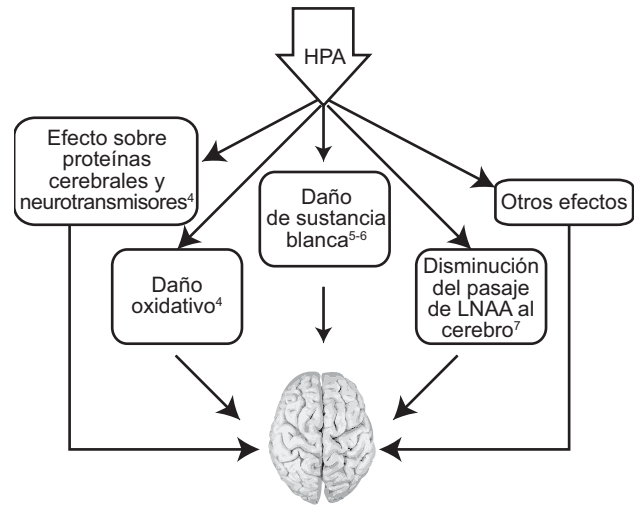 HPA
Efecto sobre
proteínas
cerebrales y
neurotransmisores⁴
Daño
oxidativo⁴
Daño
de sustancia
blanca⁵⁻⁶
Disminución
del pasaje
de LNAA al
cerebro⁷
Otros efectos